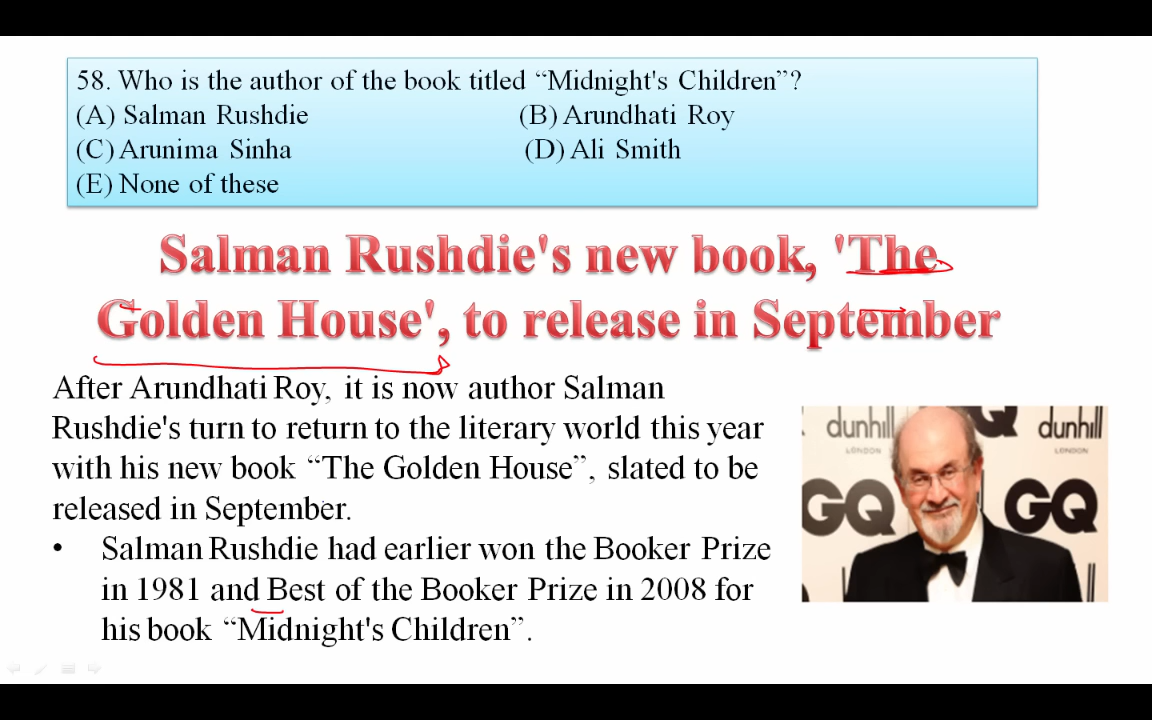 58. Who is the author of the book titled “Midnight's Children”?
(A) Salman Rushdie (B) Arundhati Roy
(C) Arunima Sinha (D) Ali Smith
(E) None of these
Salman Rushdie's new book, 'The
Golden House', to release in September
After Arundhati Roy, it is now author Salman
Rushdie's turn to return to the literary world this year
with his new book “The Golden House”, slated to be
released in September.
• Salman Rushdie had earlier won the Booker Prize
in 1981 and Best of the Booker Prize in 2008 for
his book “Midnight's Children”.
dunhill
LONDON
GQ
dunhill
LONDON
GQ
GQ